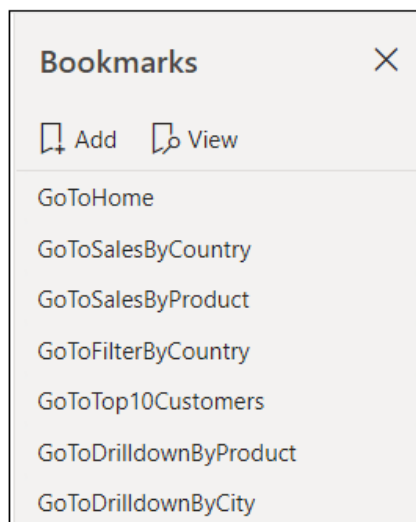 Bookmarks
Add View
GoToHome
GoToSalesByCountry
GoToSalesByProduct
GoToFilterByCountry
GoToTop10Customers
GoToDrilldownByProduct
GoToDrilldownByCity